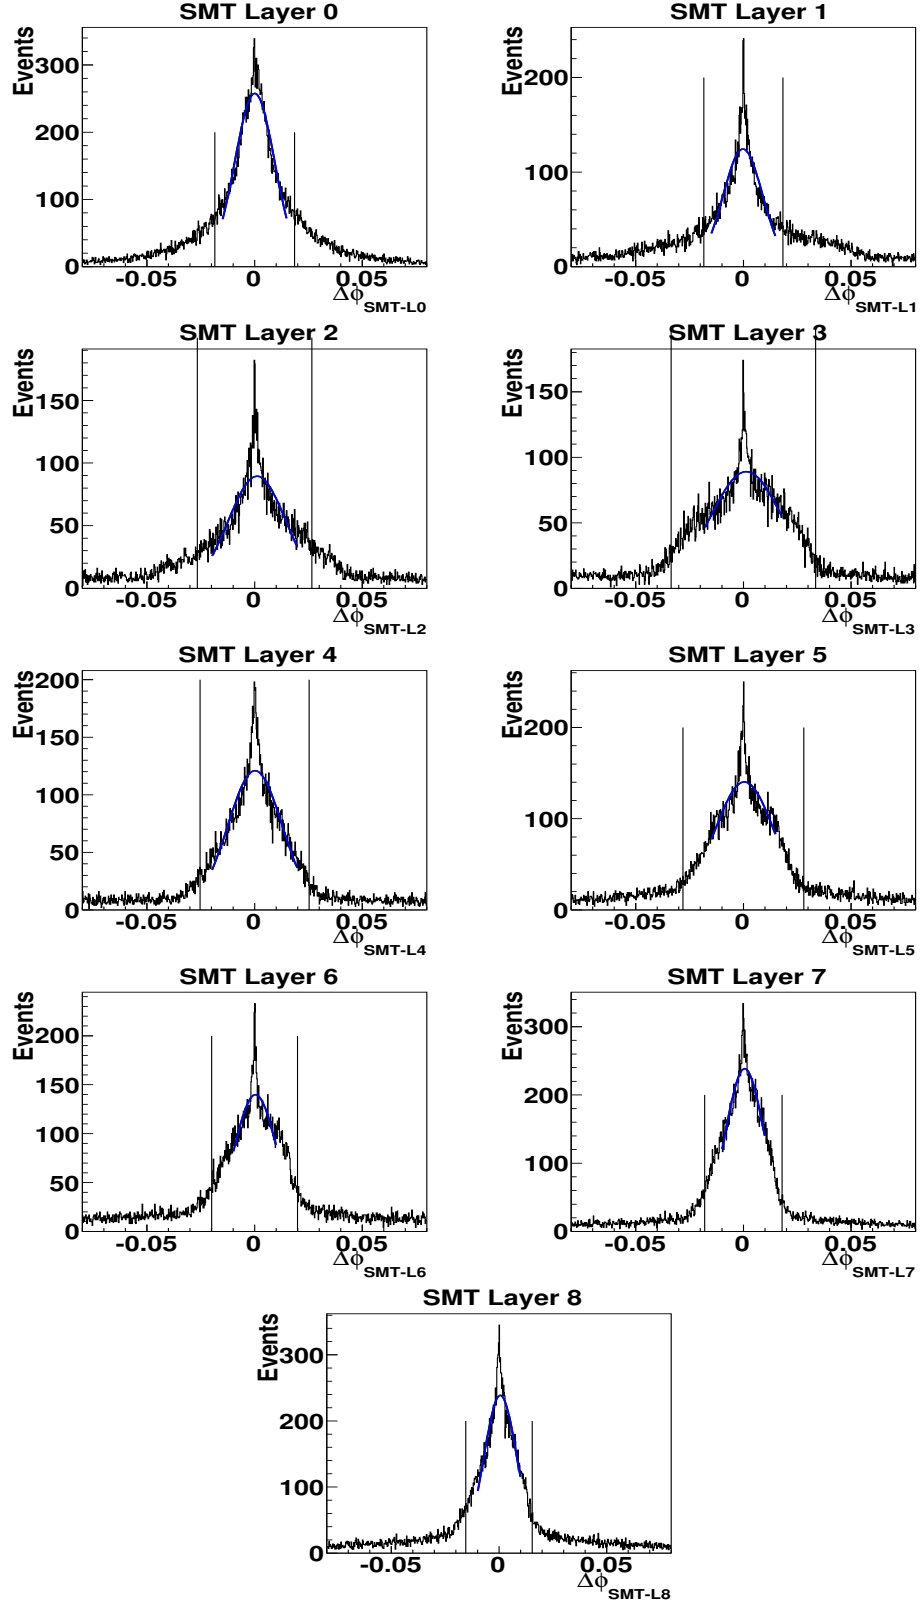 SMT Layer 0
Events
300
200
100
0
-0.05 0 0.05
Δϕ SMT-L0
SMT Layer 1
Events
200
100
0
-0.05 0 0.05
Δϕ SMT-L1
SMT Layer 2
Events
150
100
50
0
-0.05 0 0.05
Δϕ SMT-L2
SMT Layer 3
Events
150
100
50
0
-0.05 0 0.05
Δϕ SMT-L3
SMT Layer 4
Events
200
150
100
50
0
-0.05 0 0.05
Δϕ SMT-L4
SMT Layer 5
Events
200
100
0
-0.05 0 0.05
Δϕ SMT-L5
SMT Layer 6
Events
200
150
100
50
0
-0.05 0 0.05
Δϕ SMT-L6
SMT Layer 7
Events
300
200
100
0
-0.05 0 0.05
Δϕ SMT-L7
SMT Layer 8
Events
300
200
100
0
-0.05 0 0.05
Δϕ SMT-L8